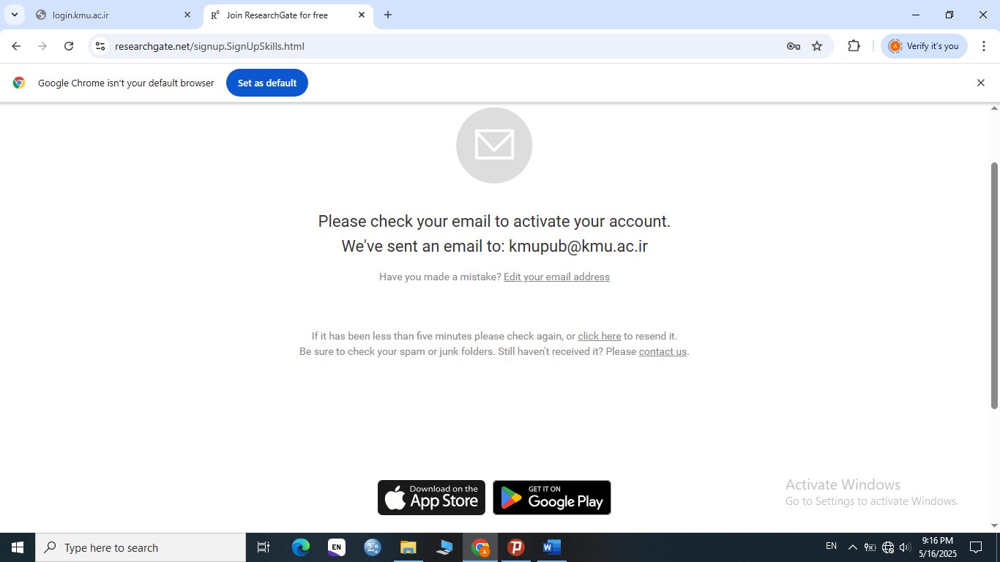 login.kmu.ac.ir
RG Join ResearchGate for free
researchgate.net/signup.SignUpSkills.html
A Verify it's you
Google Chrome isn't your default browser
Set as default
Please check your email to activate your account.
We've sent an email to: kmupub@kmu.ac.ir
Have you made a mistake? Edit your email address
If it has been less than five minutes please check again, or click here to resend it.
Be sure to check your spam or junk folders. Still haven't received it? Please contact us.
Download on the
App Store
GET IT ON
Google Play
Activate Windows
Go to Settings to activate Windows.
Type here to search
EN
A
W
EN
9:16 PM
5/16/2025